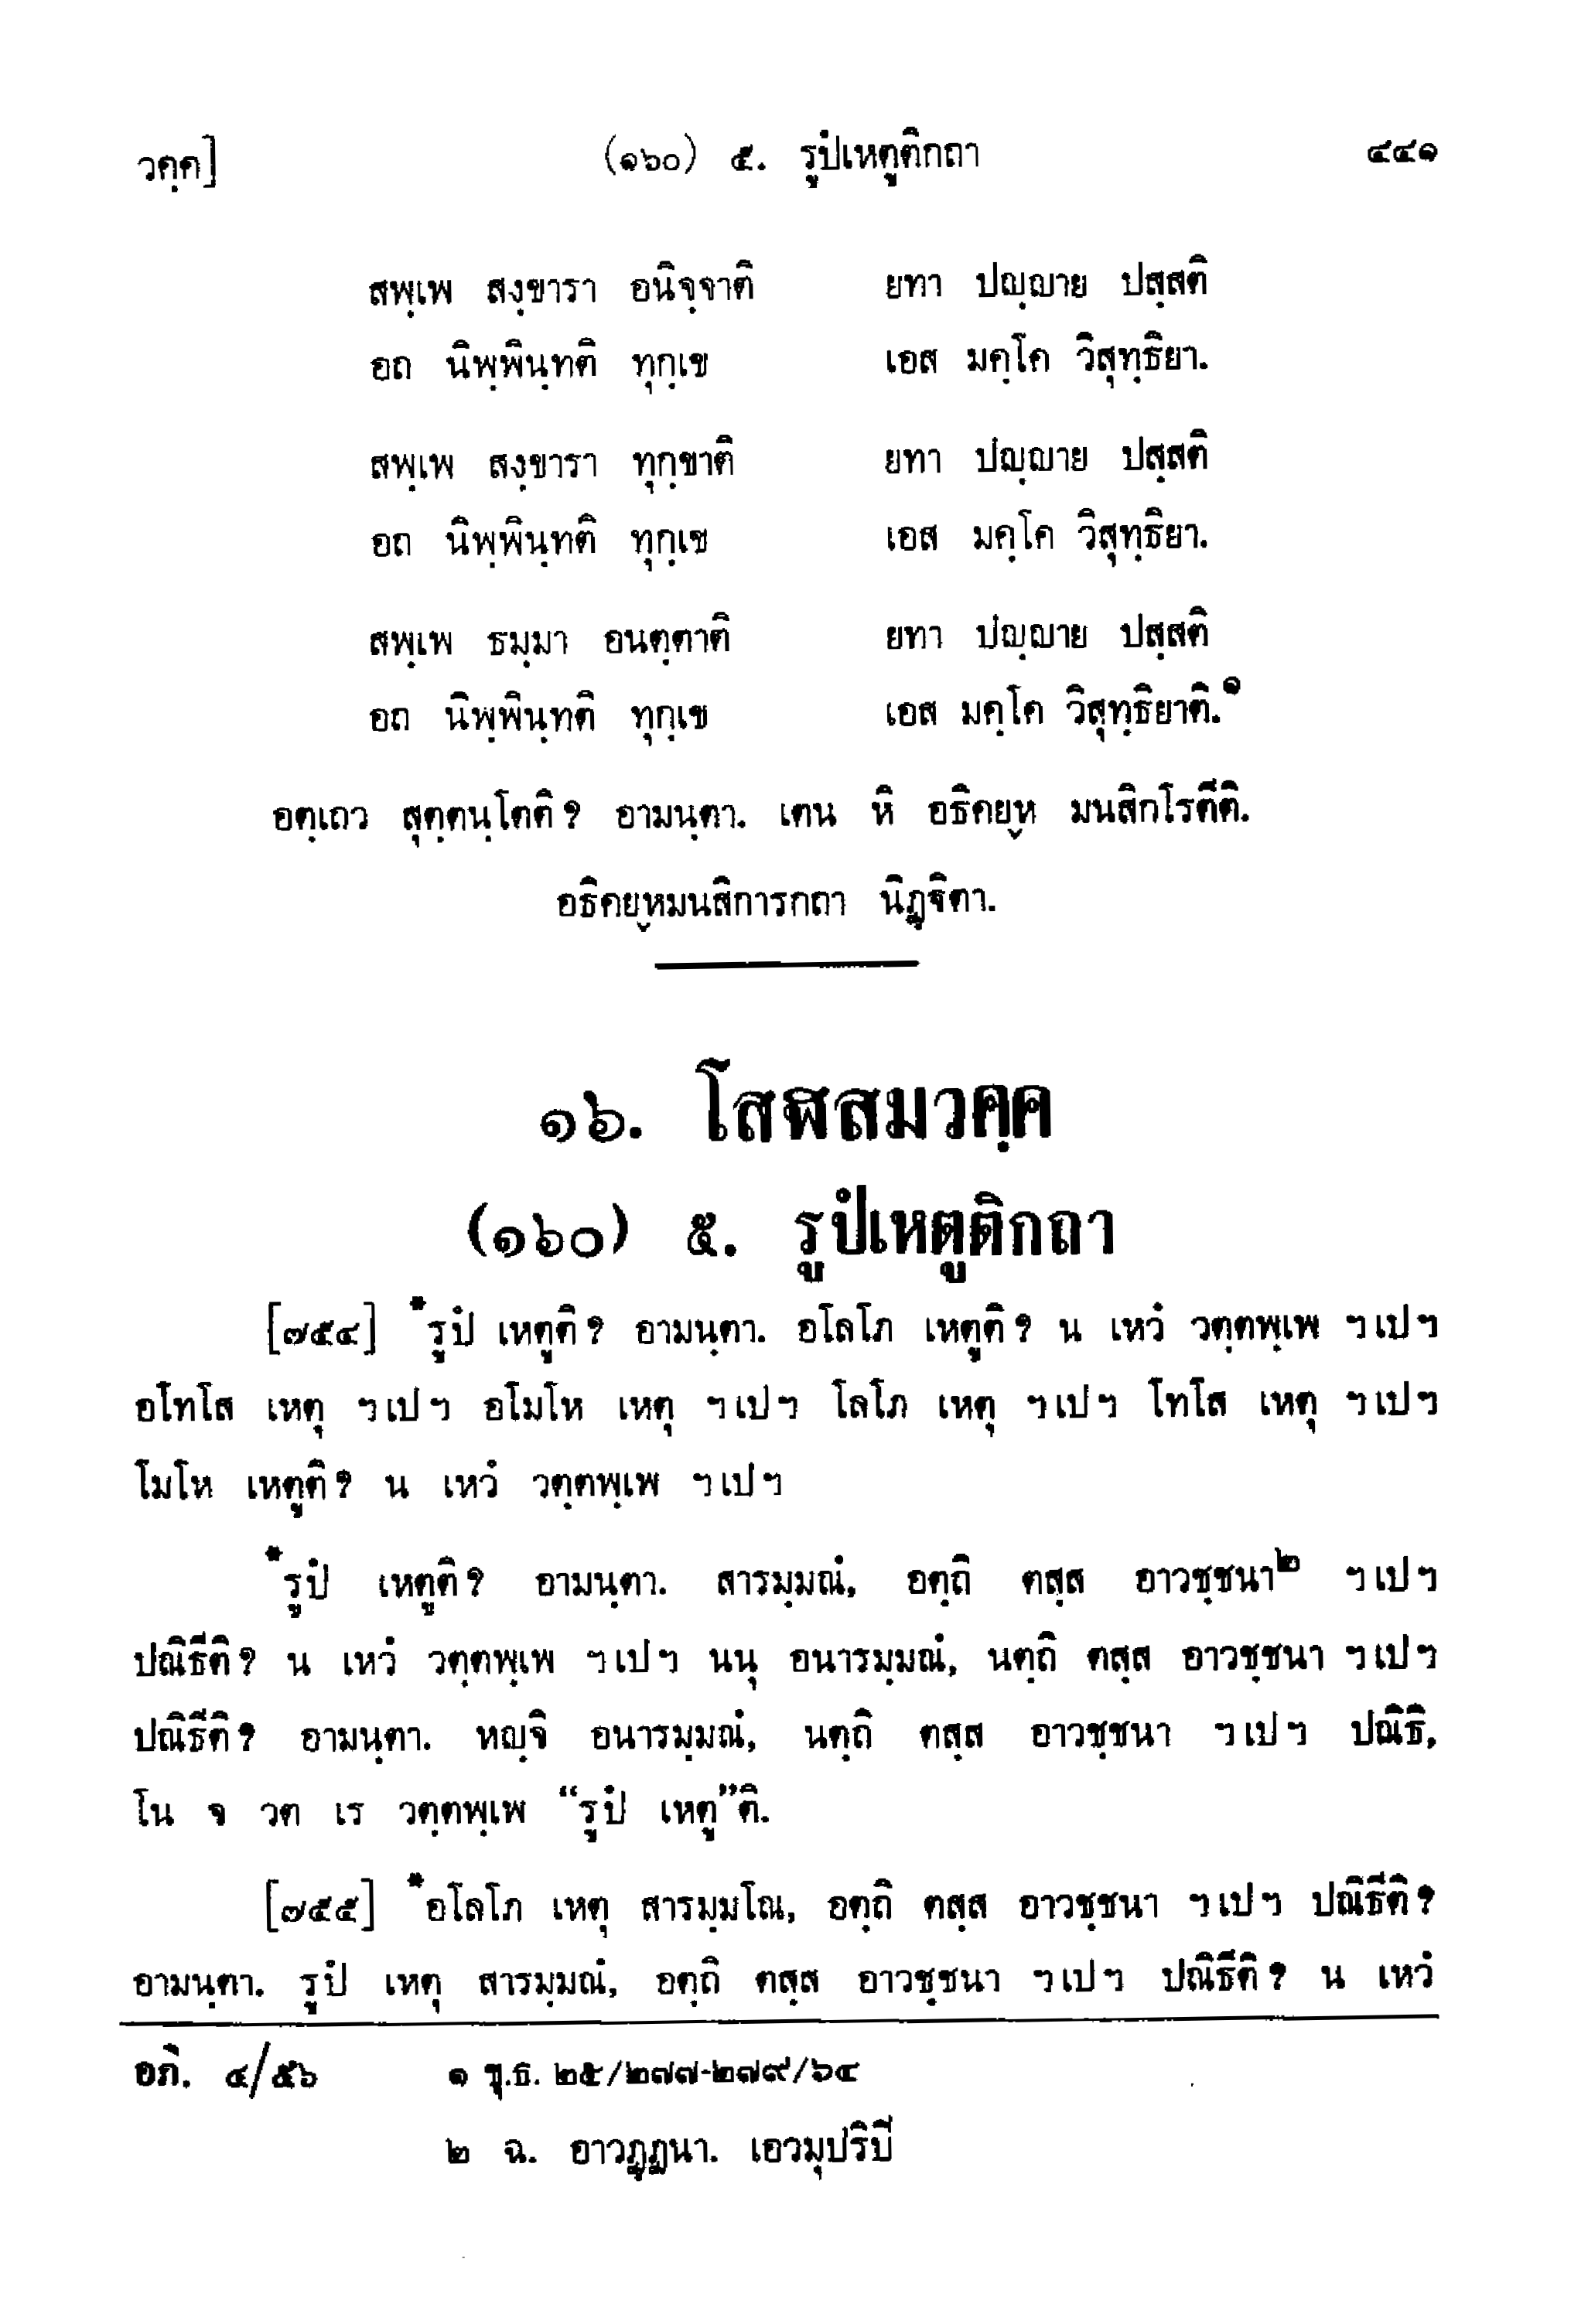 วคฺค] (๑๖๐) ๕. รูปํเหตูติกถา ๔๔๑
สพฺเพ สงฺขารา อนิจฺจาติ ยทา ปญฺญาย ปสฺสติ
อถ นิพฺพินฺทติ ทุกฺเข เอส มคฺโค วิสุทฺธิยา.
สพฺเพ สงฺขารา ทุกฺขาติ ยทา ปญฺญาย ปสฺสติ
อถ นิพฺพินฺทติ ทุกฺเข เอส มคฺโค วิสุทฺธิยา.
สพฺเพ ธมฺมา อนตฺตาติ ยทา ปญฺญาย ปสฺสติ
อถ นิพฺพินฺทติ ทุกฺเข เอส มคฺโค วิสุทฺธิยาติ.๑
อตฺเถว สุตฺตนฺโตติ? อามนฺตา. เตน หิ อธิคยฺห มนสิกโรตีติ.
อธิคยฺหมนสิการกถา นิฏฺฐิตา.
๑๖. โสฬสมวคฺค
(๑๖๐) ๕. รูปํเหตูติกถา
[๗๕๔] *รูปํ เหตูติ? อามนฺตา. อโลโภ เหตูติ? น เหวํ วตฺตพฺเพ ฯเปฯ
อโทโส เหตุ ฯเปฯ อโมโห เหตุ ฯเปฯ โลโภ เหตุ ฯเปฯ โทโส เหตุ ฯเปฯ
โมโห เหตูติ? น เหวํ วตฺตพฺเพ ฯเปฯ
*รูปํ เหตูติ? อามนฺตา. สารมฺมณํ, อตฺถิ ตสฺส อาวชฺชนา๒ ฯเปฯ
ปณิธีติ? น เหวํ วตฺตพฺเพ ฯเปฯ นนุ อนารมฺมณํ, นตฺถิ ตสฺส อาวชฺชนา ฯเปฯ
ปณิธีติ? อามนฺตา. หญฺจิ อนารมฺมณํ, นตฺถิ ตสฺส อาวชฺชนา ฯเปฯ ปณิธิ,
โน จ วต เร วตฺตพฺเพ “รูปํ เหตู”ติ.
[๗๕๕] *อโลโภ เหตุ สารมฺมโณ, อตฺถิ ตสฺส อาวชฺชนา ฯเปฯ ปณิธีติ?
อามนฺตา. รูปํ เหตุ สารมฺมณํ, อตฺถิ ตสฺส อาวชฺชนา ฯเปฯ ปณิธีติ? น เหวํ
อภิ. ๔/๕๖ ๑ ขุ.ธ. ๒๕/๒๗๗-๒๗๙/๖๔
๒ ฉ. อาวฏฺฏนา. เอวมุปริปี